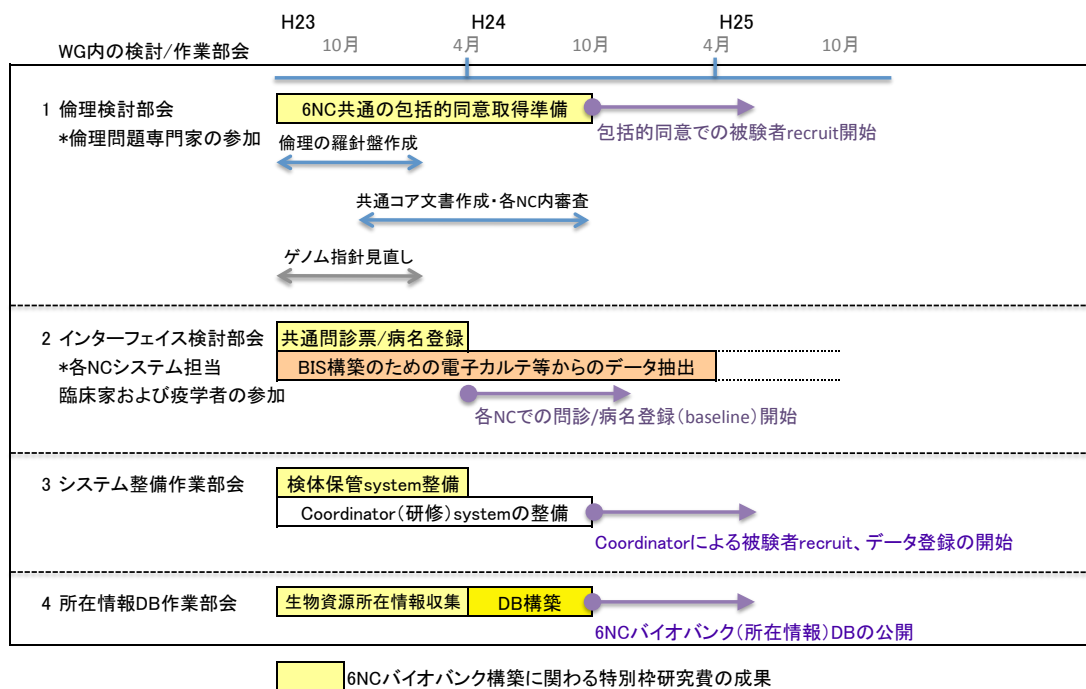 H23 H24 H25
10月 4月 10月 4月 10月
WG内の検討/作業部会
1 倫理検討部会
*倫理問題専門家の参加
6NC共通の包括的同意取得準備
包括的同意での被験者recruit開始
倫理の羅針盤作成
共通コア文書作成・各NC内審査
ゲノム指針見直し
2 インターフェイス検討部会
*各NCシステム担当
臨床家および疫学者の参加
共通問診票/病名登録
BIS構築のための電子カルテ等からのデータ抽出
各NCでの問診/病名登録(baseline)開始
3 システム整備作業部会
検体保管system整備
Coordinator(研修)systemの整備
Coordinatorによる被験者recruit、データ登録の開始
4 所在情報DB作業部会
生物資源所在情報収集
DB構築
6NCバイオバンク(所在情報)DBの公開
6NCバイオバンク構築に関わる特別枠研究費の成果